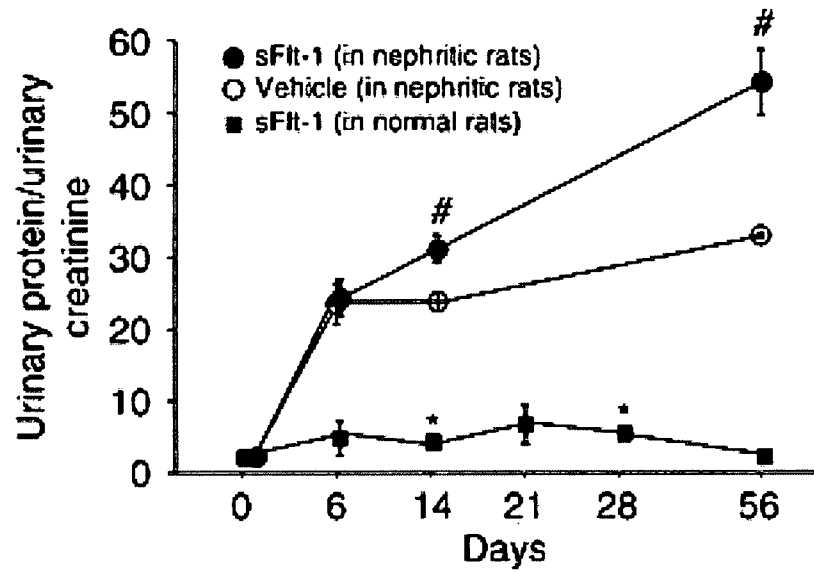 60
50
40
30
20
10
0
Urinary protein/urinary
creatinine
● sFlt-1 (in nephritic rats)
○ Vehicle (in nephritic rats)
■ sFlt-1 (in normal rats)
#
#
*
*
0 6 14 21 28 56
Days